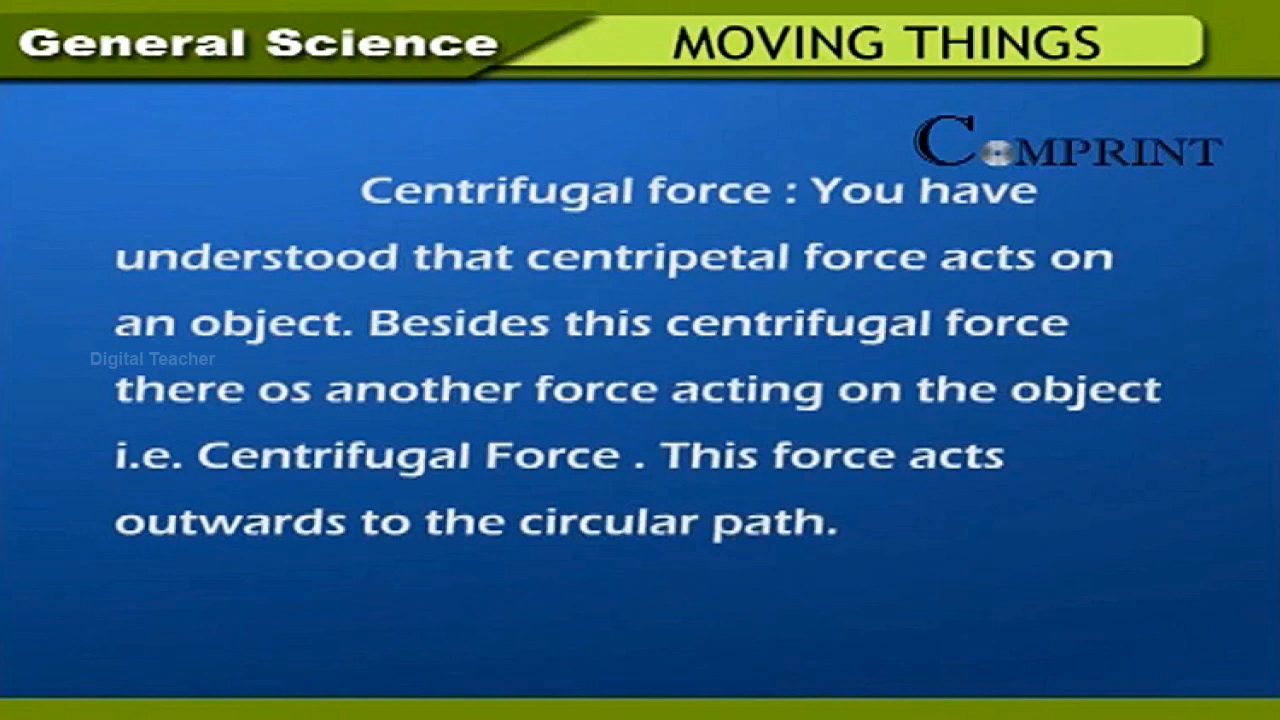 General Science
MOVING THINGS
COMPRINT
Centrifugal force : You have
understood that centripetal force acts on
an object. Besides this centrifugal force
Digital Teacher
there os another force acting on the object
i.e. Centrifugal Force . This force acts
outwards to the circular path.